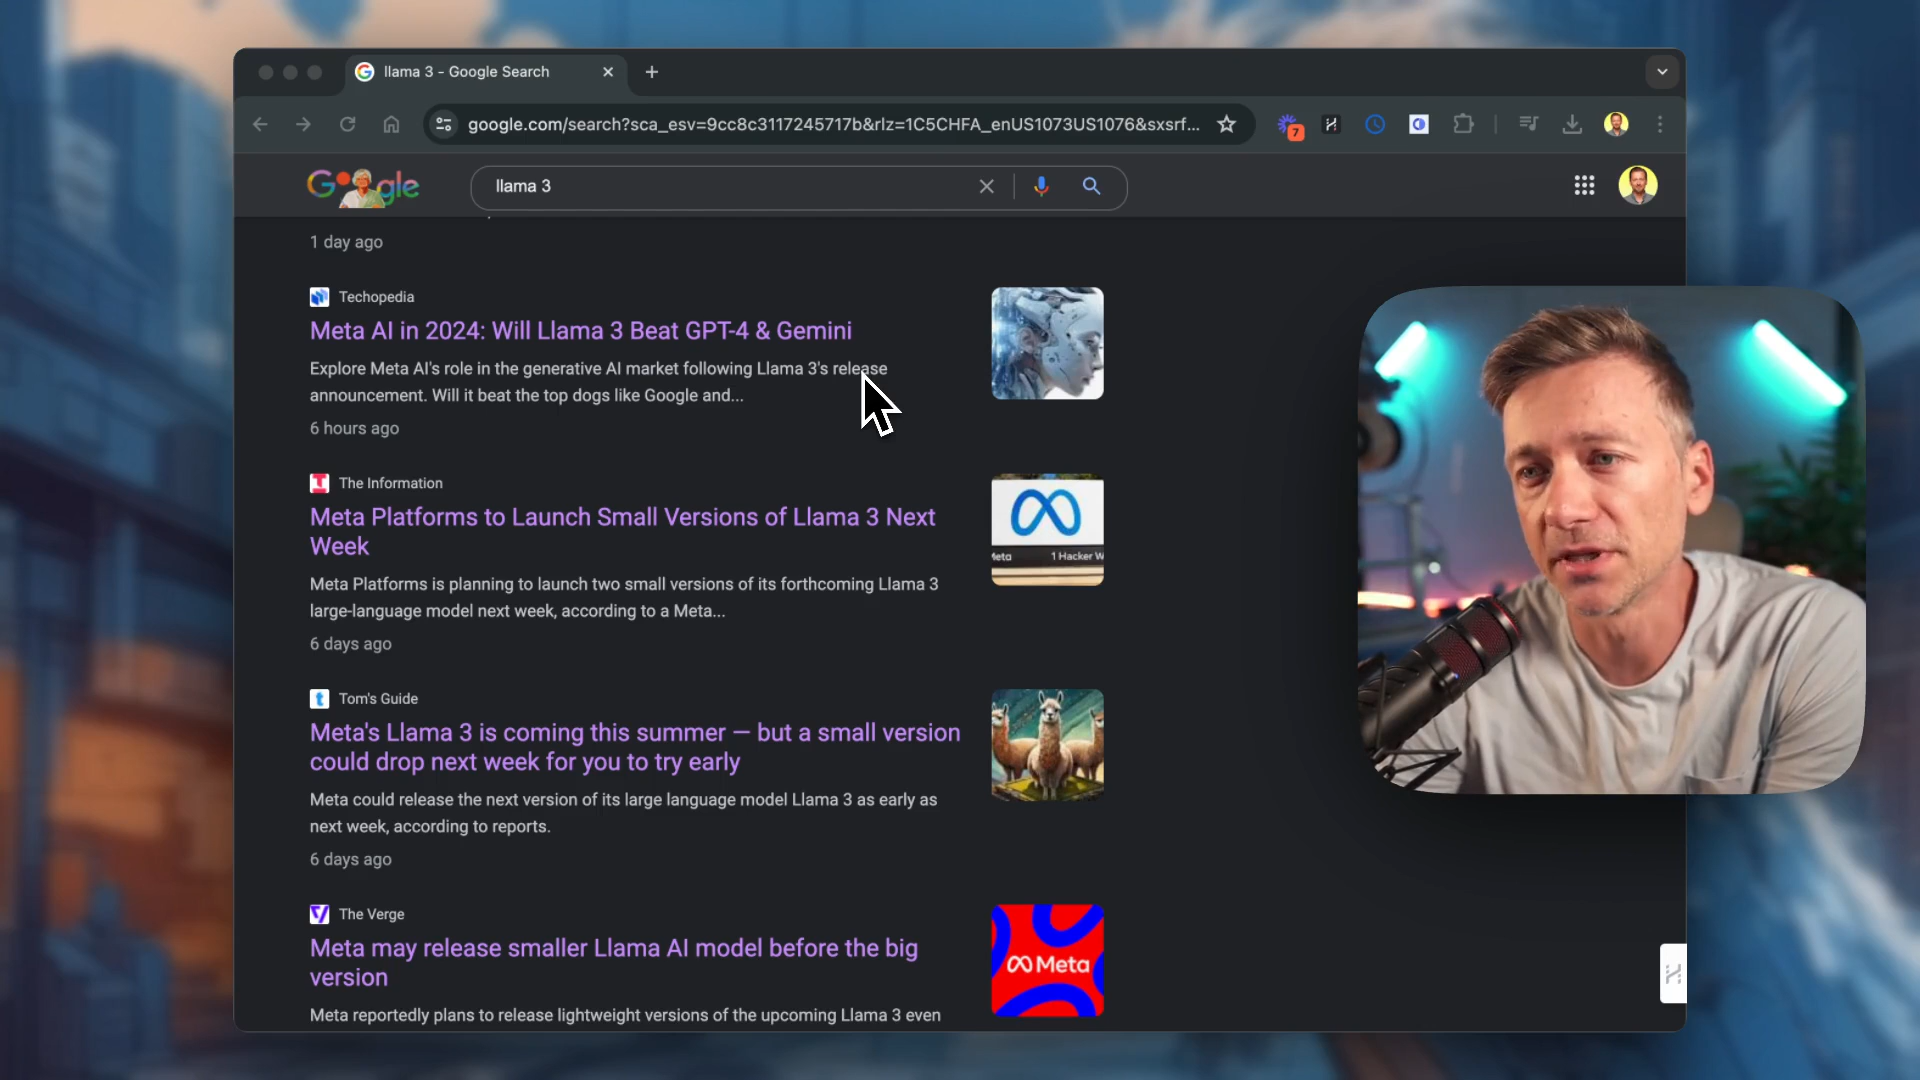 llama 3 - Google Search
google.com/search?sca_esv=9cc8c3117245717b&rlz=1C5CHFA_enUS1073US1076&sxsrf...
7
Google
llama 3
1 day ago
Techopedia
Meta AI in 2024: Will Llama 3 Beat GPT-4 & Gemini
Explore Meta AI's role in the generative AI market following Llama 3's release
announcement. Will it beat the top dogs like Google and...
6 hours ago
The Information
Meta Platforms to Launch Small Versions of Llama 3 Next
Week
Meta Platforms is planning to launch two small versions of its forthcoming Llama 3
large-language model next week, according to a Meta...
6 days ago
Meta
1 Hacker W
Tom's Guide
Meta's Llama 3 is coming this summer — but a small version
could drop next week for you to try early
Meta could release the next version of its large language model Llama 3 as early as
next week, according to reports.
6 days ago
The Verge
Meta may release smaller Llama AI model before the big
version
Meta reportedly plans to release lightweight versions of the upcoming Llama 3 even
Meta